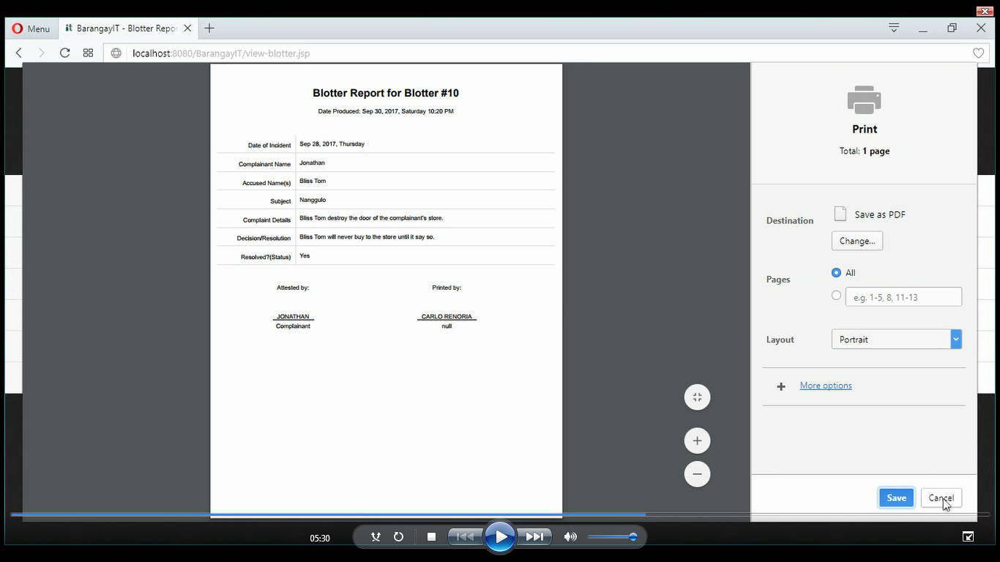 Menu
BarangayIT - Blotter Repo
localhost:8080/BarangayIT/view-blotter.jsp
Blotter Report for Blotter #10
Date Produced: Sep 30, 2017, Saturday 10:20 PM
Date of Incident Sep 28, 2017, Thursday
Complainant Name Jonathan
Accused Name(s) Bliss Tom
Subject Nanggulo
Complaint Details Bliss Tom destroy the door of the complainant's store.
Decision/Resolution Bliss Tom will never buy to the store until it say so.
Resolved?(Status) Yes
Attested by: Printed by:
JONATHAN CARLO RENORIA
Complainant null
Print
Total: 1 page
Destination Save as PDF
Change...
Pages All
e.g. 1-5, 8, 11-13
Layout Portrait
More options
Save Cancel
05:30